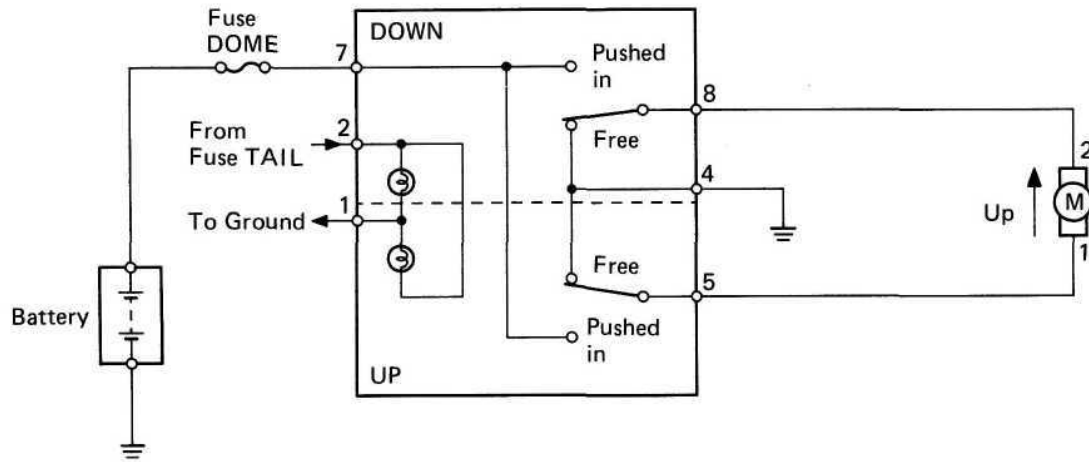 Fuse
DOME
7
DOWN
Pushed
in
8
2
From
Fuse TAIL
Free
2
4
1
To Ground
Up
M
1
Free
5
Battery
Pushed
in
UP